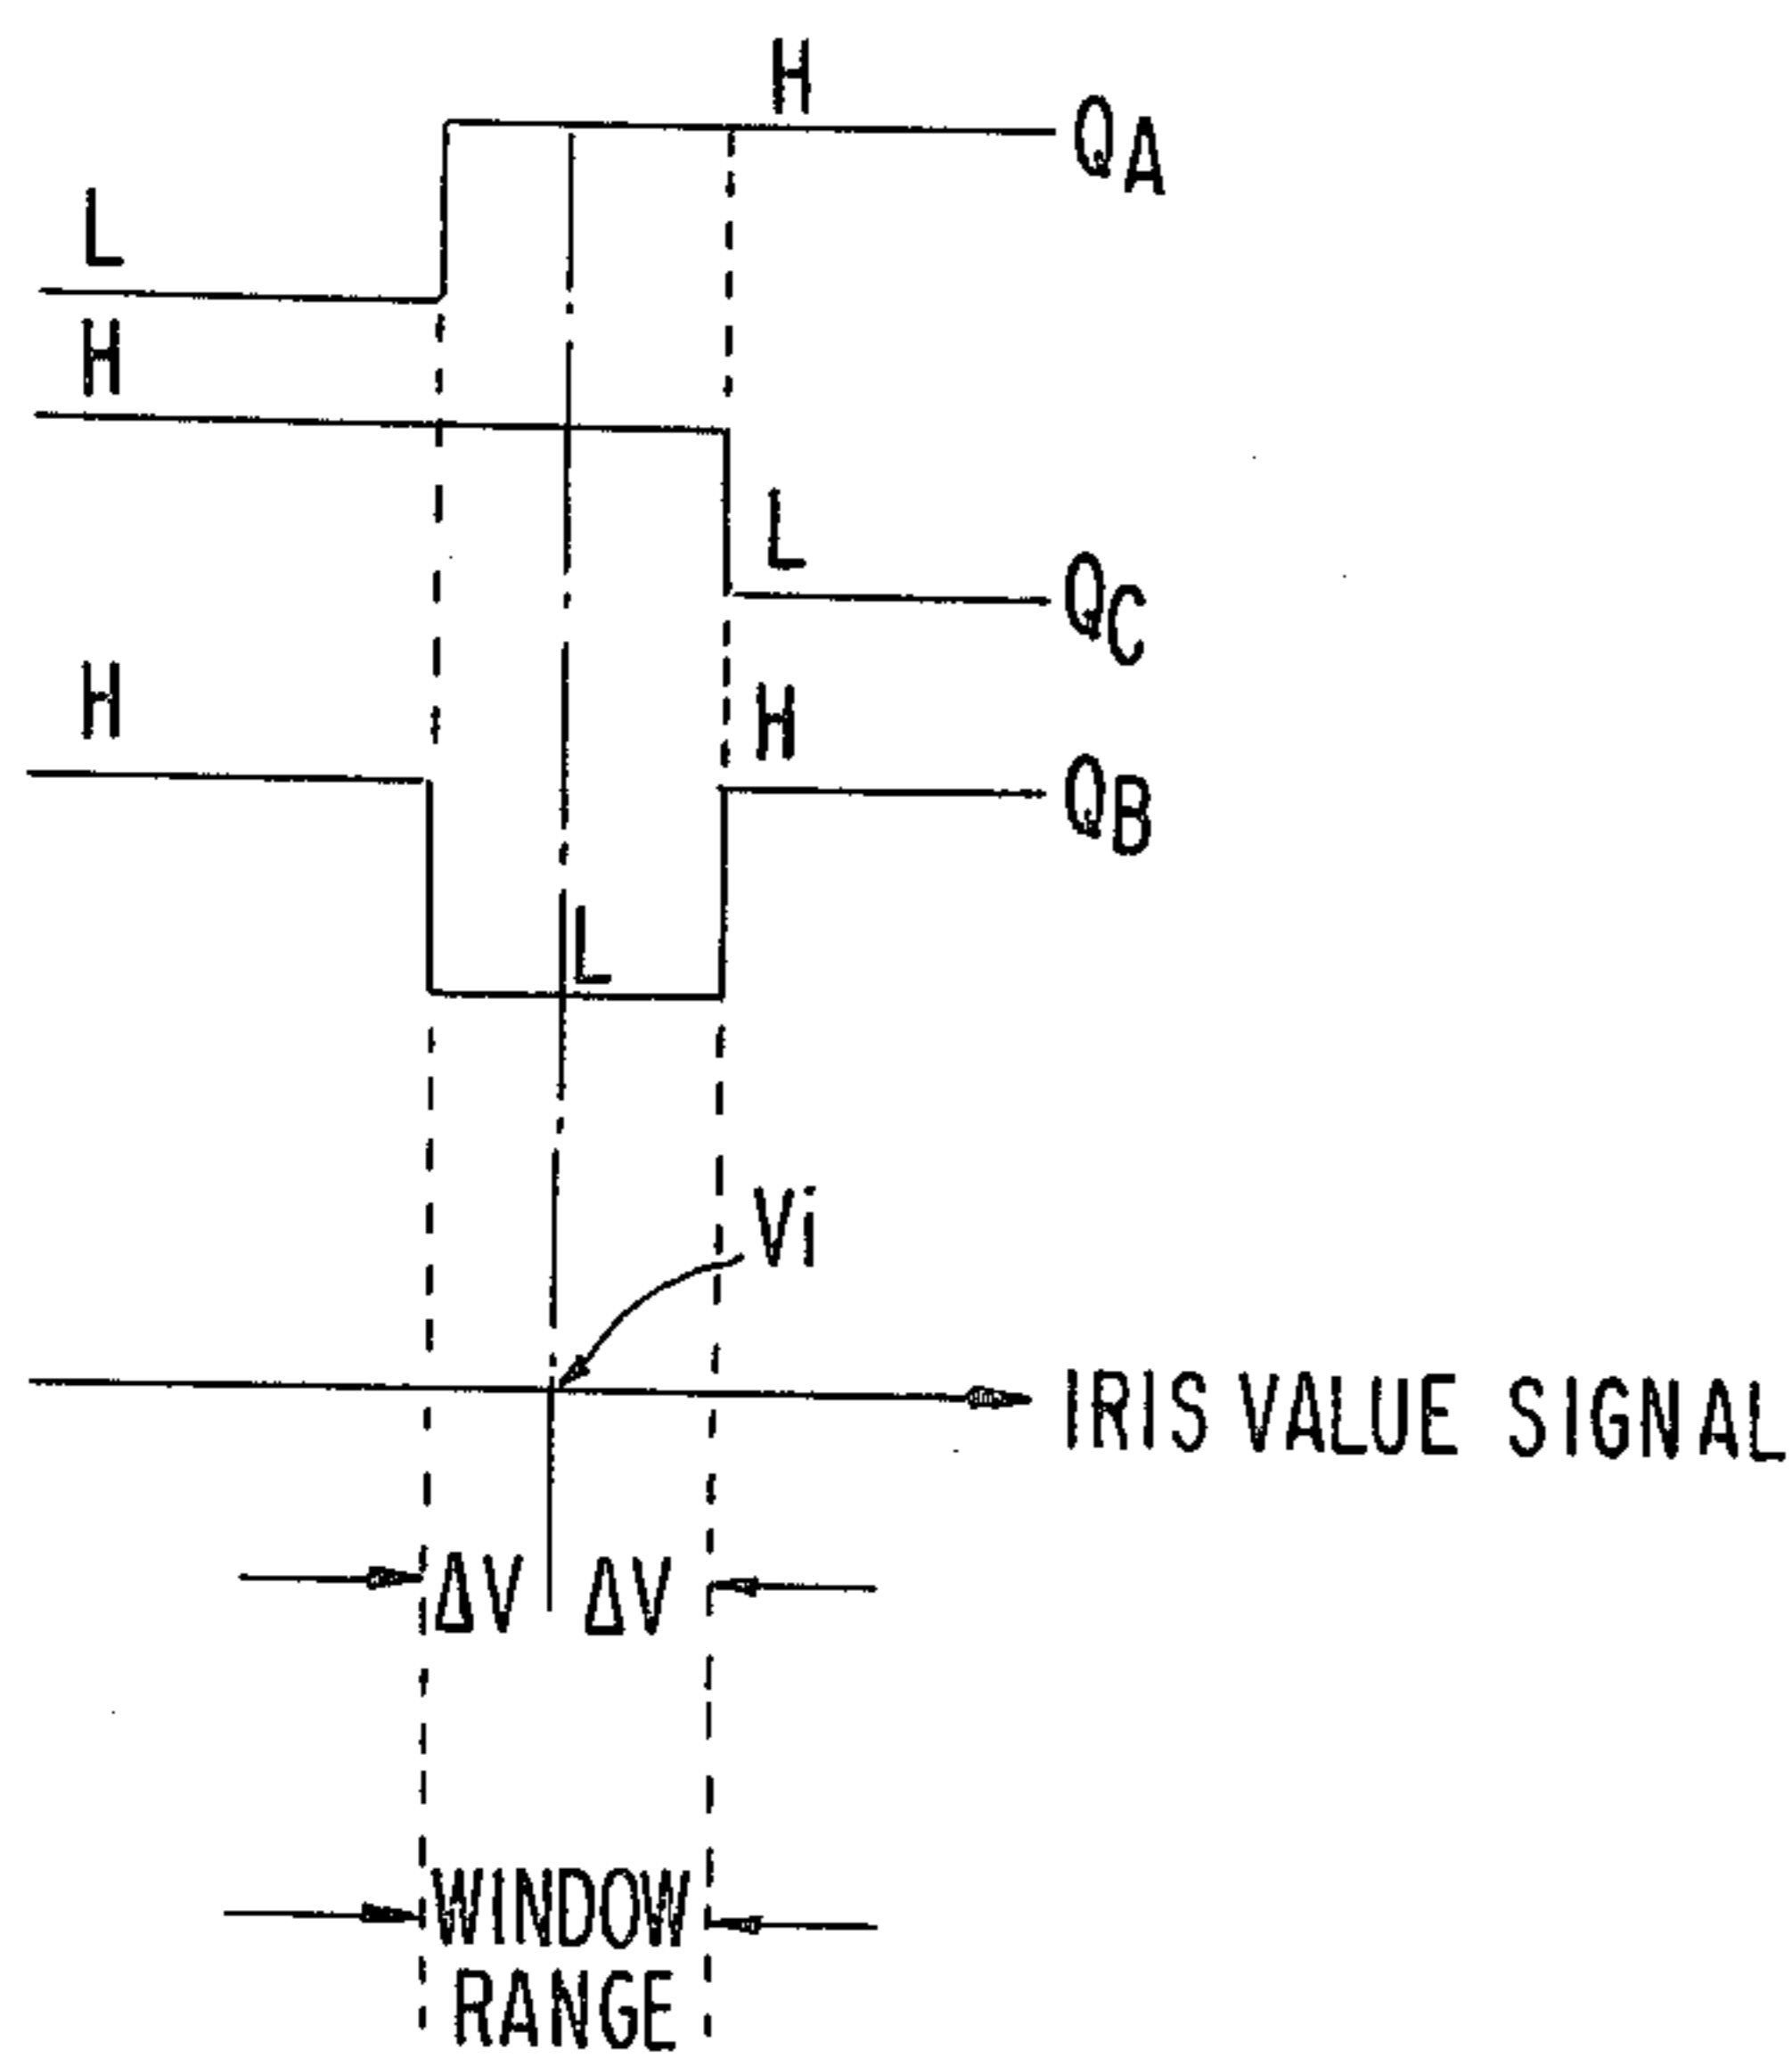 H
QA
L
H
L
QC
H
H
QB
L
Vi
IRIS VALUE SIGNAL
ΔV ΔV
WINDOW
RANGE